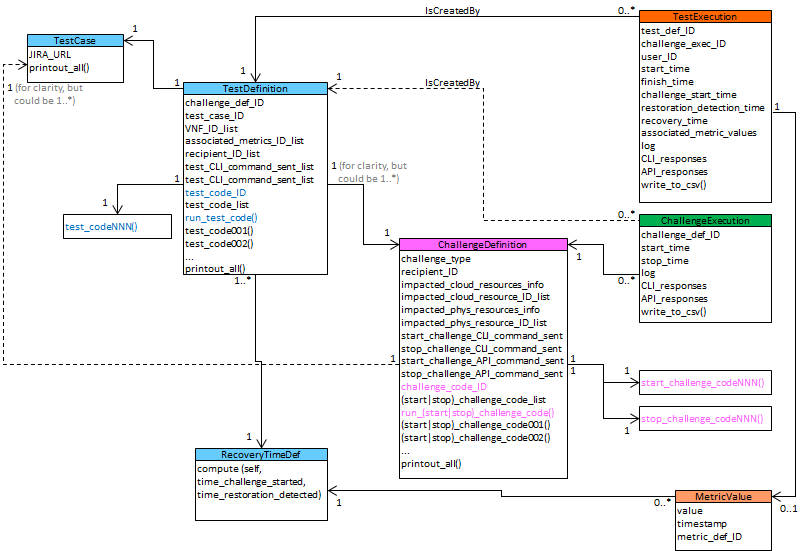 IsCreatedBy
0..*
TestExecution
test_def_ID
challenge_exec_ID
user_ID
start_time
finish_time
challenge_start_time
restoration_detection_time
recovery_time
associated_metric_values
log
CLI_responses
API_responses
write_to_csv()
1
TestCase
JIRA_URL
printout_all()
1
1 (for clarity, but
could be 1..*)
1
1
1
IsCreatedBy
TestDefinition
challenge_def_ID
test_case_ID
VNF_ID_list
associated_metrics_ID_list
recipient_ID_list
test_CLI_command_sent_list
test_CLI_command_sent_list
test_code_ID
test_code_list
run_test_code()
test_code001()
test_code002()
...
printout_all()
1..*
1
1
test_codeNNN()
1 (for clarity, but
could be 1..*)
1
0..*
ChallengeExecution
challenge_def_ID
start_time
stop_time
log
CLI_responses
API_responses
write_to_csv()
1
0..*
ChallengeDefinition
challenge_type
recipient_ID
impacted_cloud_resources_info
impacted_cloud_resource_ID_list
impacted_phys_resources_info
impacted_phys_resource_ID_list
start_challenge_CLI_command_sent
stop_challenge_CLI_command_sent
start_challenge_API_command_sent
stop_challenge_API_command_sent
challenge_code_ID
(start|stop)_challenge_code_list
run_(start|stop)_challenge_code()
(start|stop)_challenge_code001()
(start|stop)_challenge_code002()
...
printout_all()
1
1
1
1
start_challenge_codeNNN()
stop_challenge_codeNNN()
1
1
RecoveryTimeDef
compute (self,
time_challenge_started,
time_restoration_detected)
1
0..*
MetricValue
value
timestamp
metric_def_ID
0..1